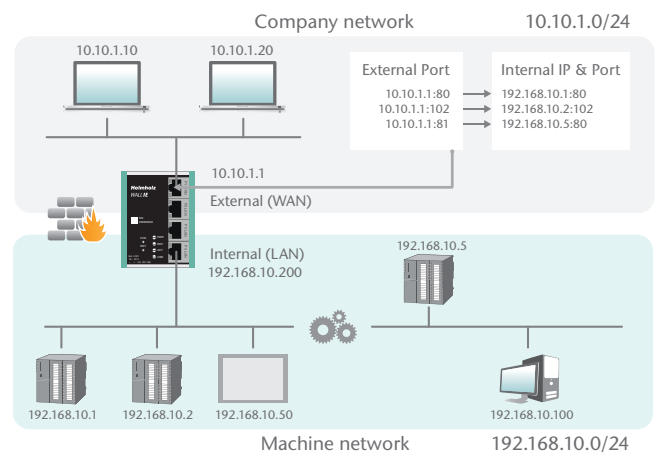 Company network 10.10.1.0/24
10.10.1.10 10.10.1.20
External Port Internal IP & Port
10.10.1.1:80 192.168.10.1:80
10.10.1.1:102 192.168.10.2:102
10.10.1.1:81 192.168.10.5:80
10.10.1.1
External (WAN)
Helmholz
WALL IE
Internal (LAN)
192.168.10.200
192.168.10.5
192.168.10.1 192.168.10.2 192.168.10.50 192.168.10.100
Machine network 192.168.10.0/24